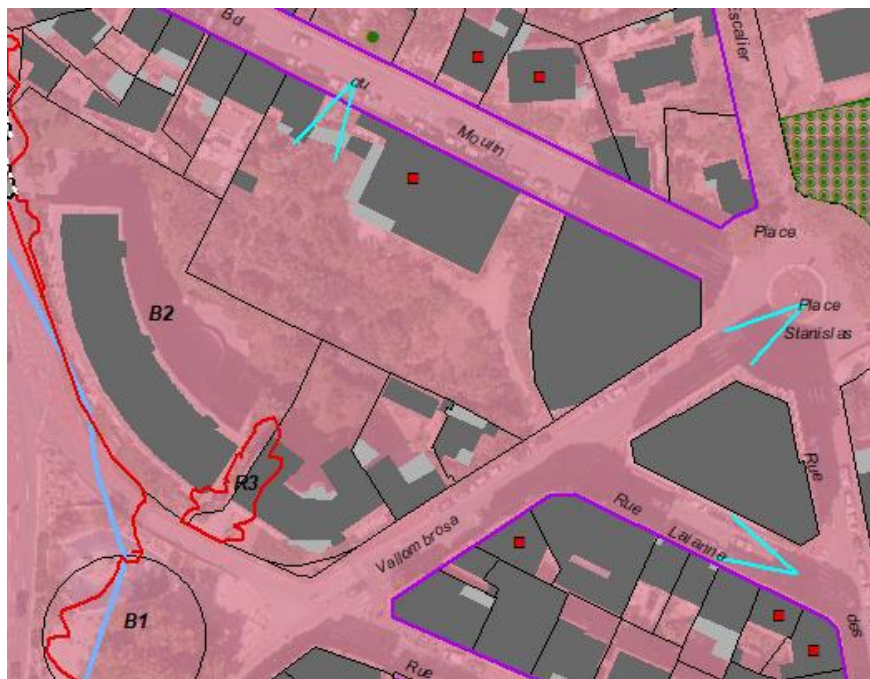 Bd
du
Moulin
Escalier
Place
Place
Stanislas
B2
R3
Rue
Rue
Lalanne
Vallombrosa
B1
des
Rue